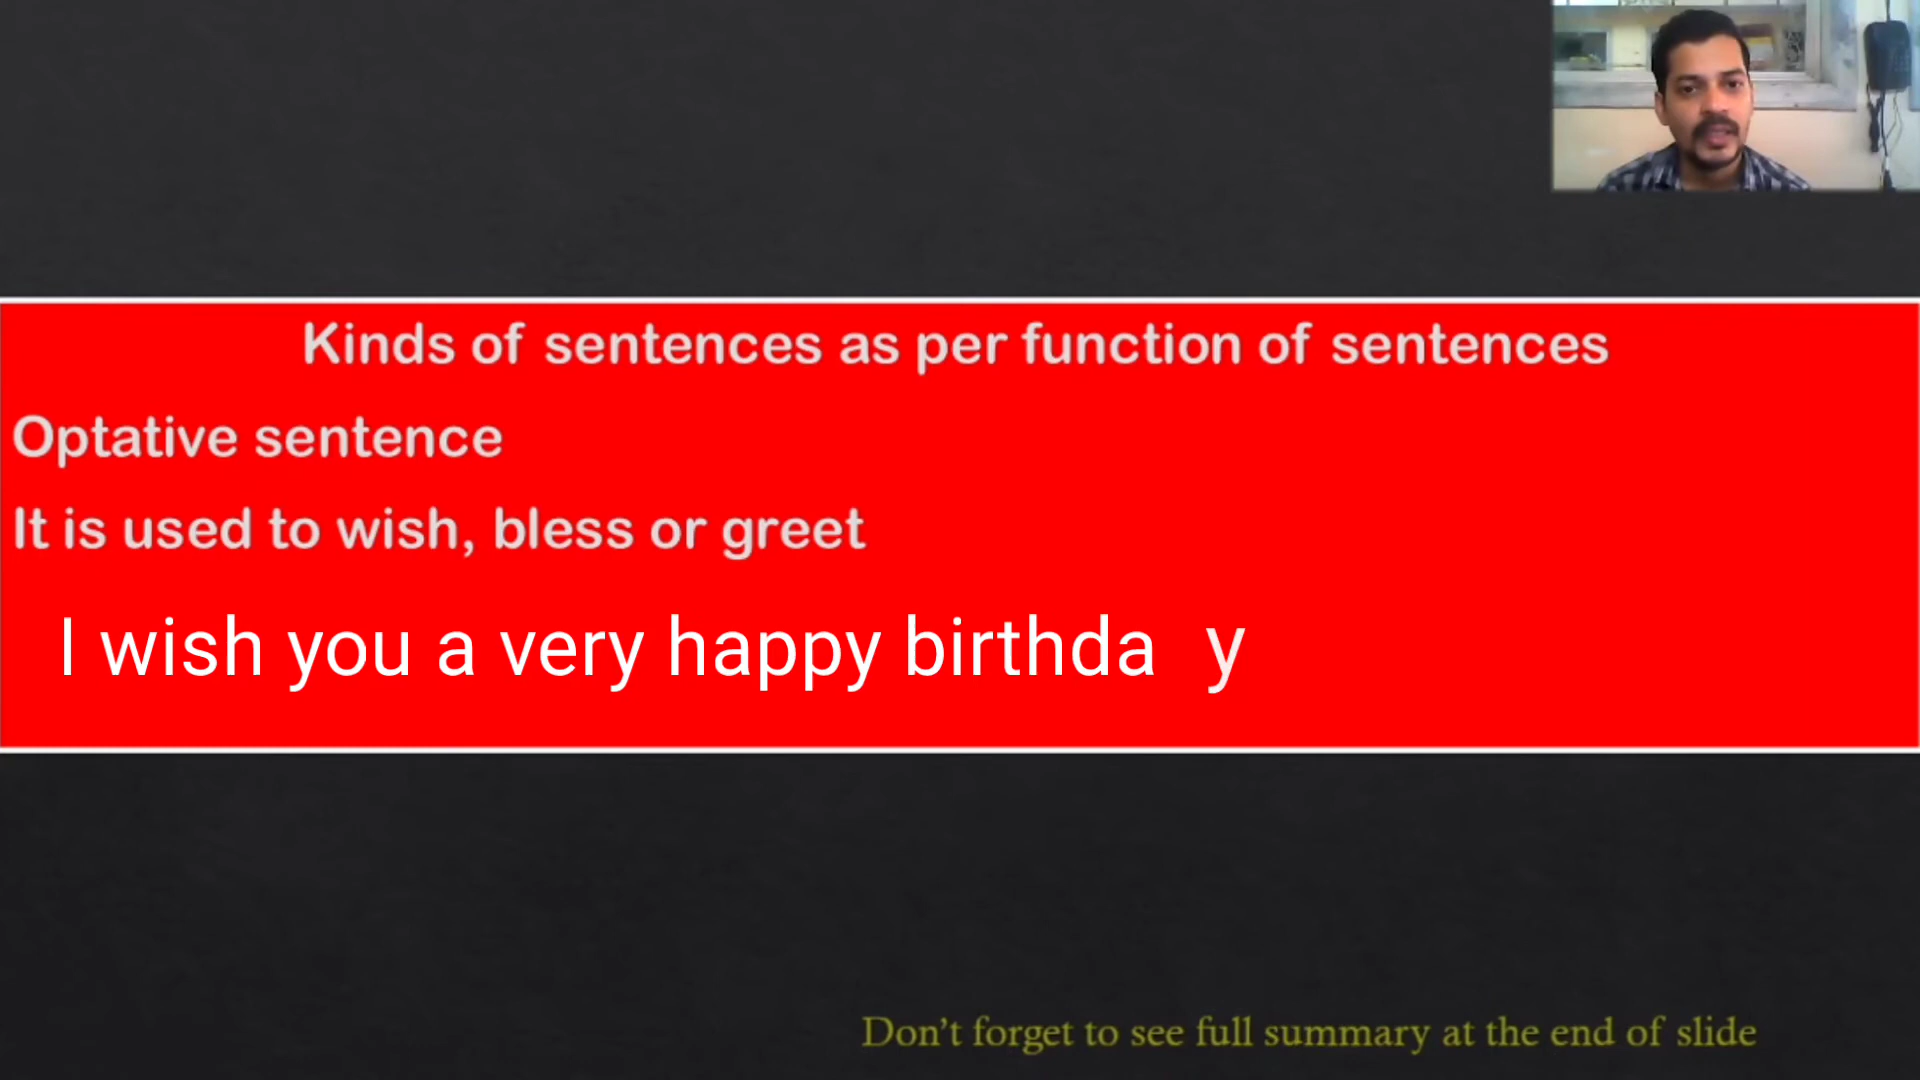 Kinds of sentences as per function of sentences
Optative sentence
It is used to wish, bless or greet
I wish you a very happy birthda y
Don't forget to see full summary at the end of slide